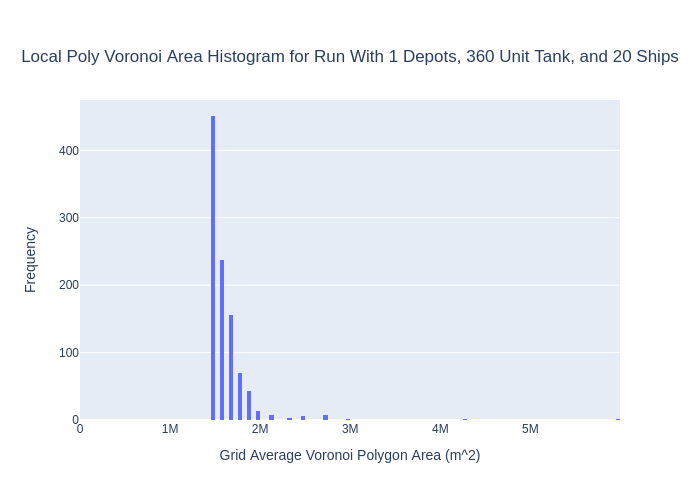 Local Poly Voronoi Area Histogram for Run With 1 Depots, 360 Unit Tank, and 20 Ships
Frequency
400
300
200
100
0
0 1M 2M 3M 4M 5M
Grid Average Voronoi Polygon Area (m^2)